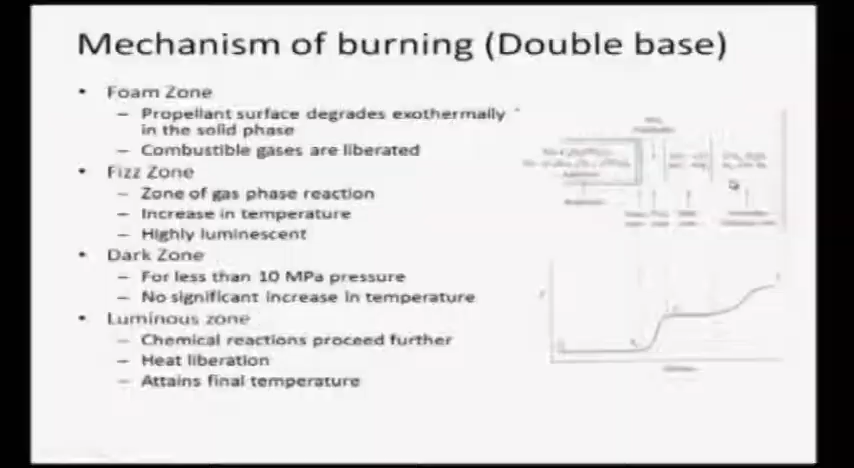 Mechanism of burning (Double base)
• Foam Zone
– Propellant surface degrades exothermally
in the solid phase
– Combustible gases are liberated
• Fizz Zone
– Zone of gas phase reaction
– Increase in temperature
– Highly luminescent
• Dark Zone
– For less than 10 MPa pressure
– No significant increase in temperature
• Luminous zone
– Chemical reactions proceed further
– Heat liberation
– Attains final temperature